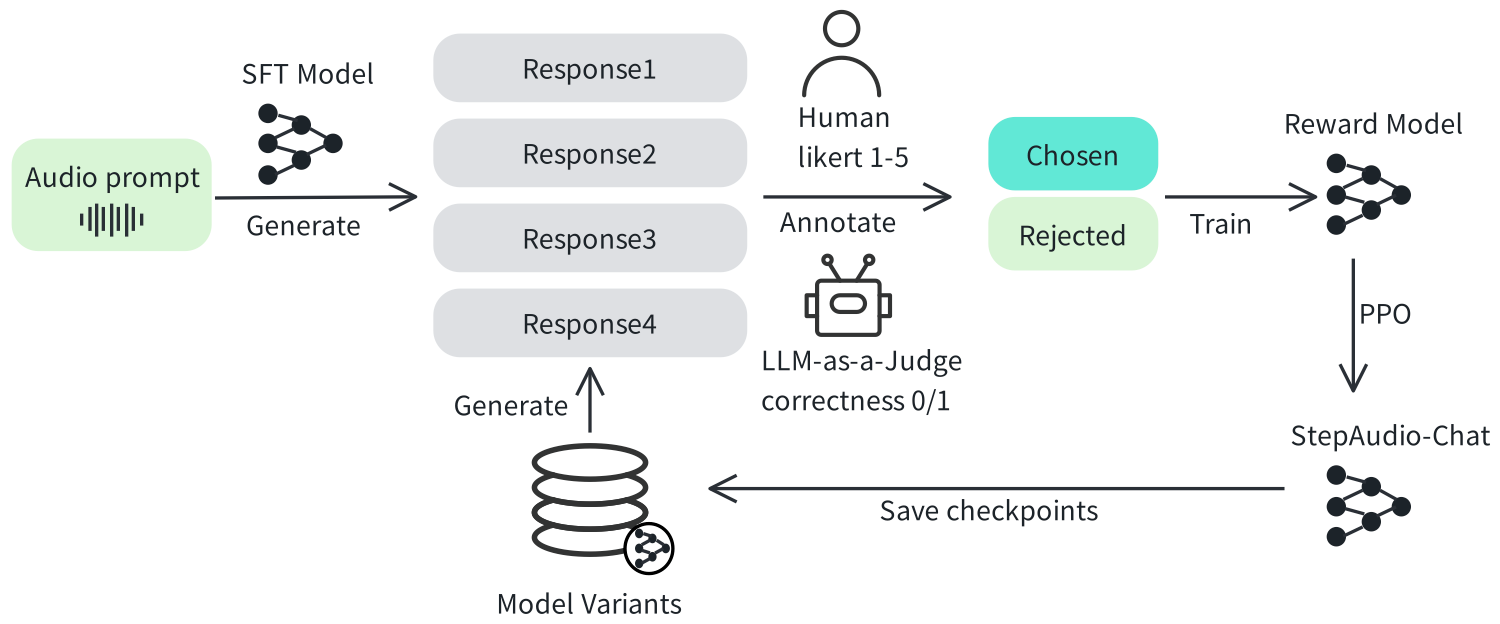 SFT Model
Audio prompt
Generate
Response1
Response2
Response3
Response4
Human
likert 1-5
Annotate
LLM-as-a-Judge
correctness 0/1
Chosen
Rejected
Train
Reward Model
PPO
StepAudio-Chat
Save checkpoints
Generate
Model Variants